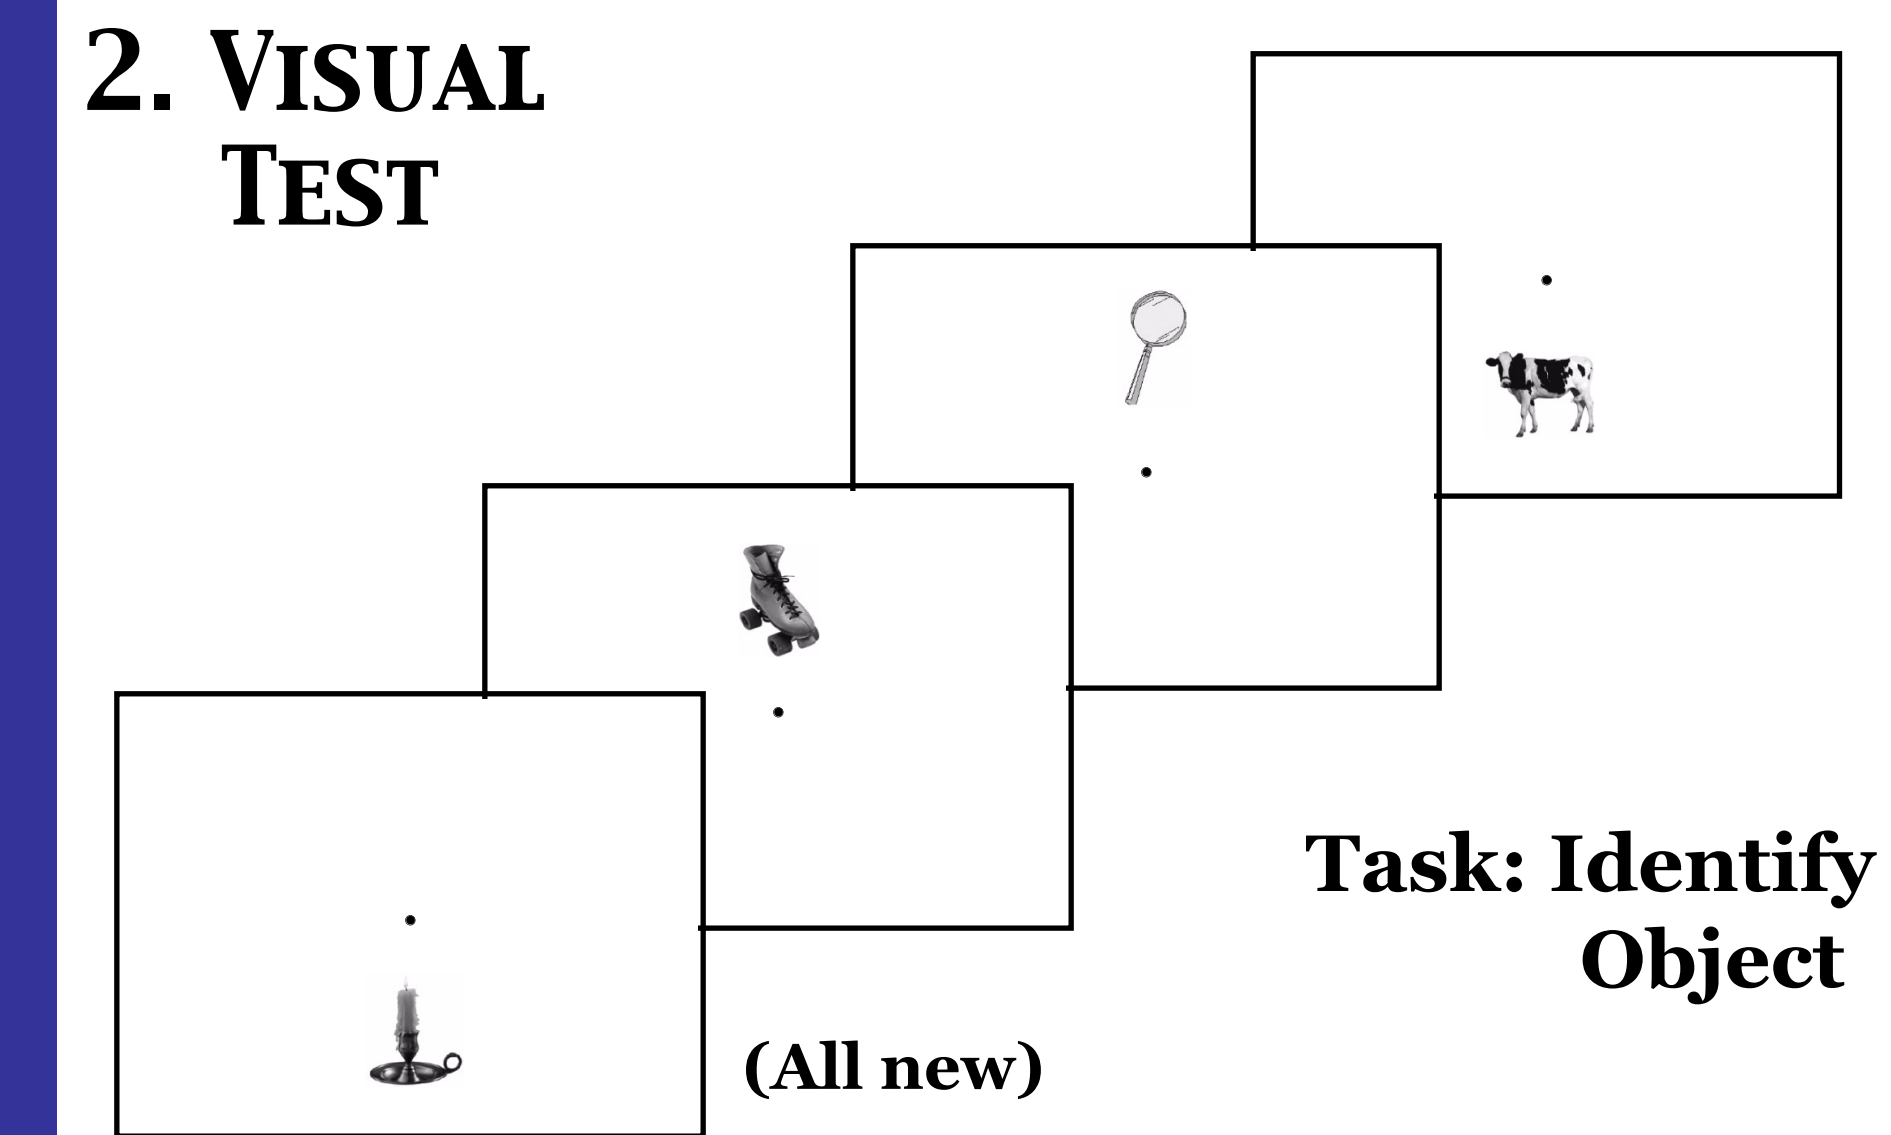 2. VISUAL
TEST
Task: Identify
Object
(All new)